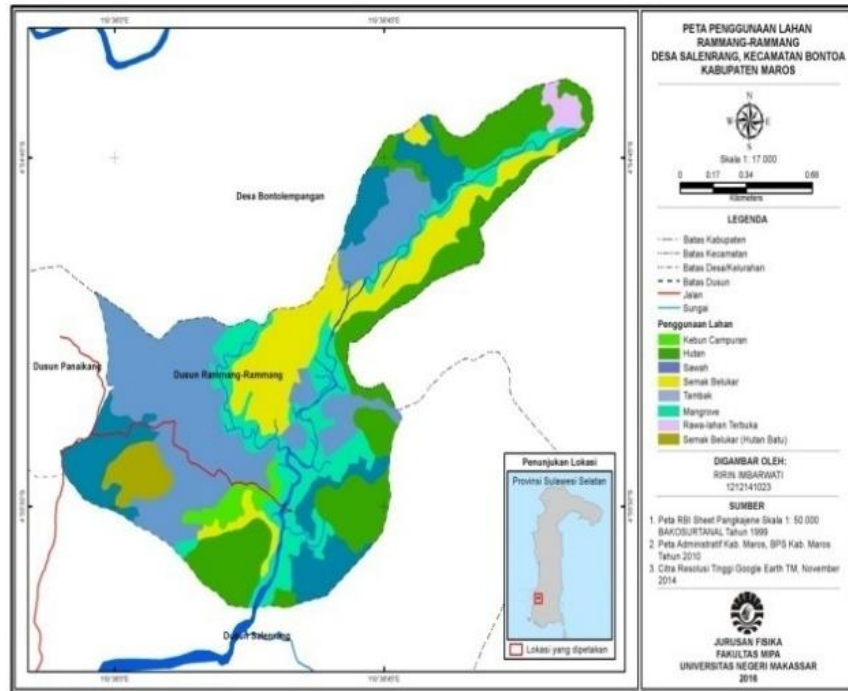 PETA PENGGUNAAN LAHAN
RAMMANG-RAMMANG
DESA SALENRANG, KECAMATAN BONTOA
KABUPATEN MAROS
N
W E
S
Skala 1: 17.000
0 0.17 0.34 0.68
Kilometers
LEGENDA
Batas Kabupaten
Batas Kecamatan
Batas Desa/Kelurahan
Batas Dusun
Jalan
Sungai
Penggunaan Lahan
Kebun Campuran
Hutan
Sawah
Semak Belukar
Tambak
Mangrove
Rawa-lahan Terbuka
Semak Belukar (Hutan Batu)
DIGAMBAR OLEH:
RIRIN IMBARWATI
1212141023
SUMBER
1. Peta RBI Sheet Pangkajene Skala 1: 50.000
BAKOSURTANAL Tahun 1999
2. Peta Administratif Kab. Maros, BPS Kab. Maros
Tahun 2010
3. Citra Resolusi Tinggi Google Earth TM, November
2014
JURUSAN FISIKA
FAKULTAS MIPA
UNIVERSITAS NEGERI MAKASSAR
2016
Desa Bontolempangan
Dusun Panaikang
Dusun Rammang-Rammang
Dusun Salenrang
Penunjukan Lokasi
Provinsi Sulawesi Selatan
Lokasi yang dipetakan